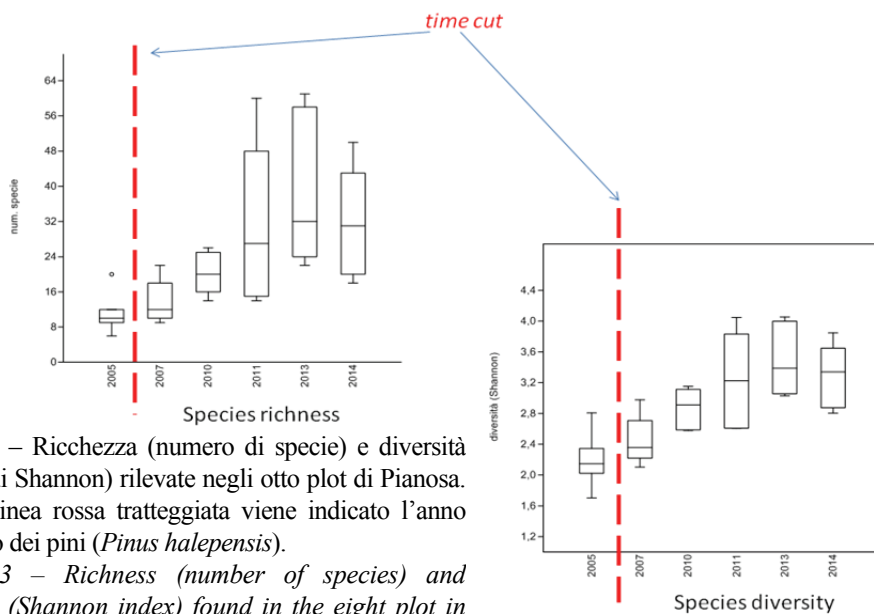 time cut
num. specie
64
56
48
40
32
24
16
8
0
2005
2007
2010
2011
2013
2014
Species richness
– Ricchezza (numero di specie) e diversità
di Shannon) rilevate negli otto plot di Pianosa.
inea rossa tratteggiata viene indicato l'anno
o dei pini (Pinus halepensis).
3 – Richness (number of species) and
(Shannon index) found in the eight plot in
diversità (Shannon)
4,4
4,0
3,6
3,2
2,8
2,4
2,0
1,6
1,2
2005
2007
2010
2011
2013
2014
Species diversity